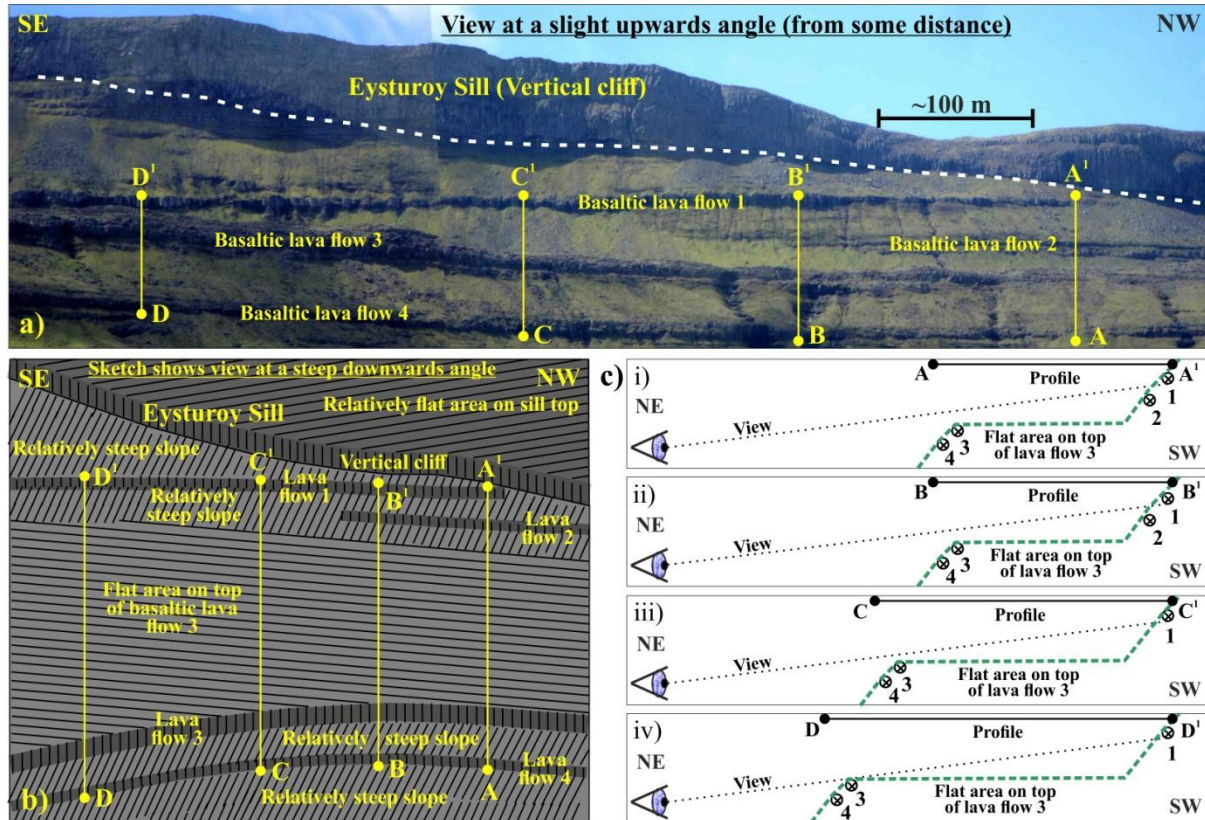 SE
View at a slight upwards angle (from some distance)
NW
Eysturoy Sill (Vertical cliff)
~100 m
D¹
C¹
B¹
A¹
Basaltic lava flow 1
Basaltic lava flow 3
Basaltic lava flow 2
D
Basaltic lava flow 4
C
B
A
a)
SE
Sketch shows view at a steep downwards angle
NW
Eysturoy Sill
Relatively flat area on sill top
Relatively steep slope
Vertical cliff
D¹
C¹
Lava
flow 1
B¹
A¹
Relatively
steep slope
Lava
flow 2
Flat area on top
of basaltic lava
flow 3
Lava
flow 3
Relatively steep slope
Lava
flow 4
D
C
B
A
Relatively steep slope
b)
c)
i)
A
Profile
A¹
NE
View
1
2
3
4
Flat area on top
of lava flow 3
SW
ii)
B
Profile
B¹
NE
View
1
2
3
4
Flat area on top
of lava flow 3
SW
iii)
C
Profile
C¹
NE
View
1
3
4
Flat area on top
of lava flow 3
SW
iv)
D
Profile
D¹
NE
View
1
3
4
Flat area on top
of lava flow 3
SW